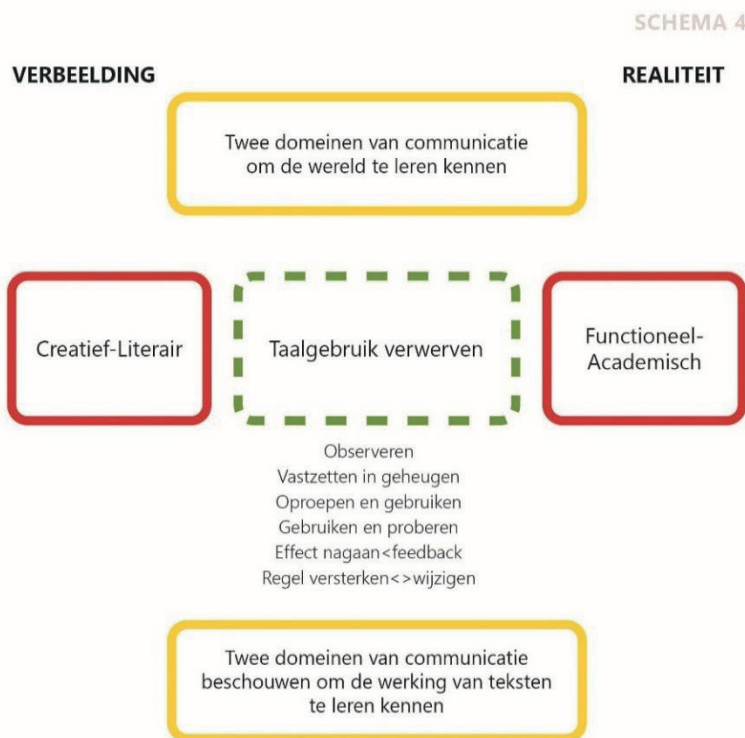 SCHEMA 4
VERBEELDING
REALITEIT
Twee domeinen van communicatie
om de wereld te leren kennen
Creatief-Literair
Taalgebruik verwerven
Functioneel-
Academisch
Observeren
Vastzetten in geheugen
Oproepen en gebruiken
Gebruiken en proberen
Effect nagaan<feedback
Regel versterken<>wijzigen
Twee domeinen van communicatie
beschouwen om de werking van teksten
te leren kennen